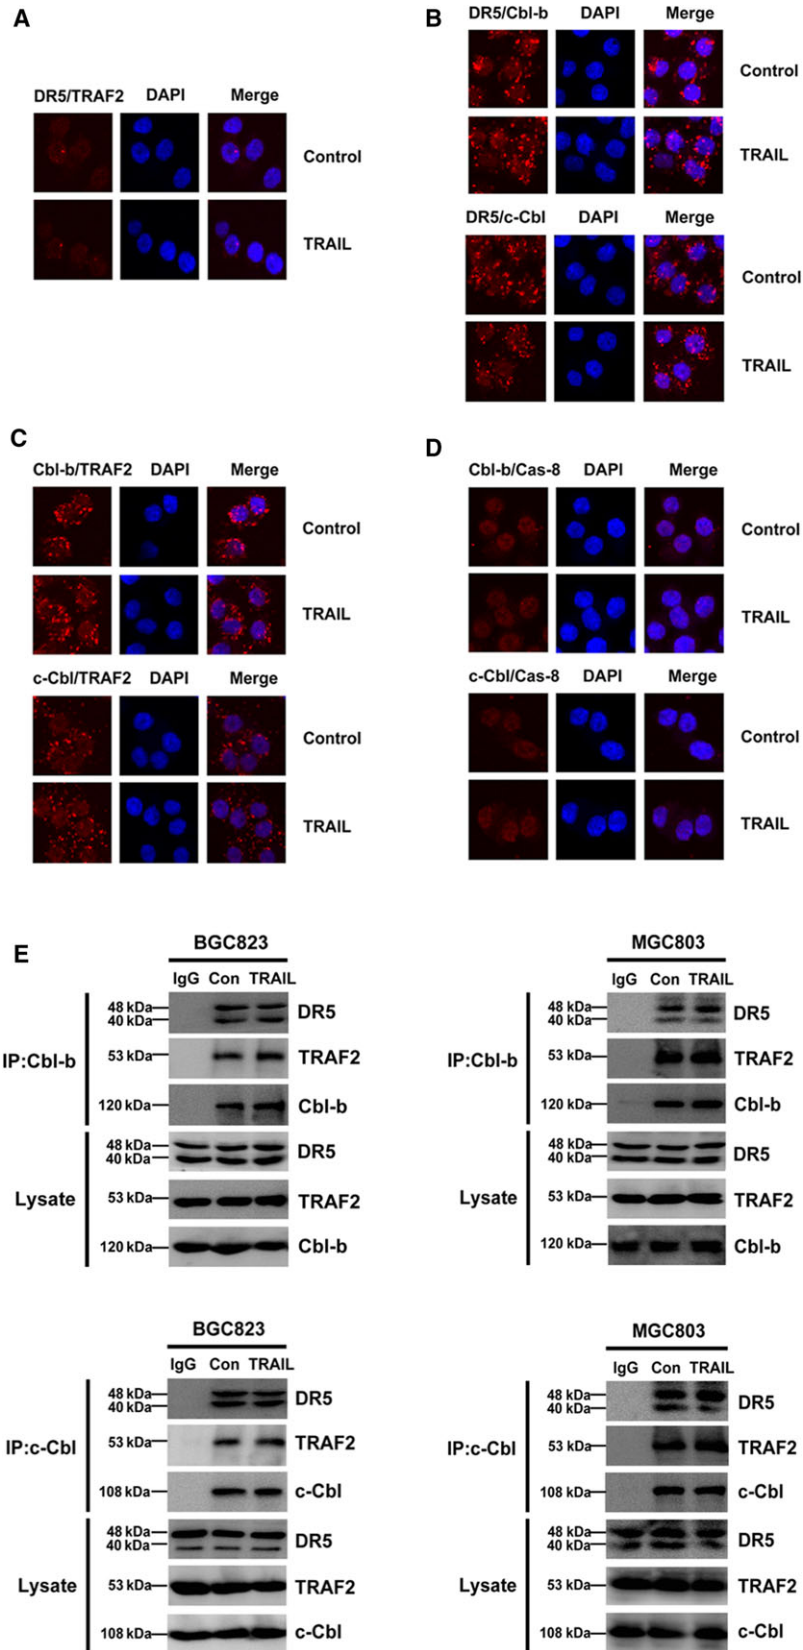 A
DR5/TRAF2 DAPI Merge
Control
TRAIL
B
DR5/Cbl-b DAPI Merge
Control
TRAIL
DR5/c-Cbl DAPI Merge
Control
TRAIL
C
Cbl-b/TRAF2 DAPI Merge
Control
TRAIL
c-Cbl/TRAF2 DAPI Merge
Control
TRAIL
D
Cbl-b/Cas-8 DAPI Merge
Control
TRAIL
c-Cbl/Cas-8 DAPI Merge
Control
TRAIL
E
BGC823
IgG Con TRAIL
IP:Cbl-b
48 kDa
40 kDa
DR5
53 kDa
TRAF2
120 kDa
Cbl-b
Lysate
48 kDa
40 kDa
DR5
53 kDa
TRAF2
120 kDa
Cbl-b
MGC803
IgG Con TRAIL
IP:Cbl-b
48 kDa
40 kDa
DR5
53 kDa
TRAF2
120 kDa
Cbl-b
Lysate
48 kDa
40 kDa
DR5
53 kDa
TRAF2
120 kDa
Cbl-b
BGC823
IgG Con TRAIL
IP:c-Cbl
48 kDa
40 kDa
DR5
53 kDa
TRAF2
108 kDa
c-Cbl
Lysate
48 kDa
40 kDa
DR5
53 kDa
TRAF2
108 kDa
c-Cbl
MGC803
IgG Con TRAIL
IP:c-Cbl
48 kDa
40 kDa
DR5
53 kDa
TRAF2
108 kDa
c-Cbl
Lysate
48 kDa
40 kDa
DR5
53 kDa
TRAF2
108 kDa
c-Cbl